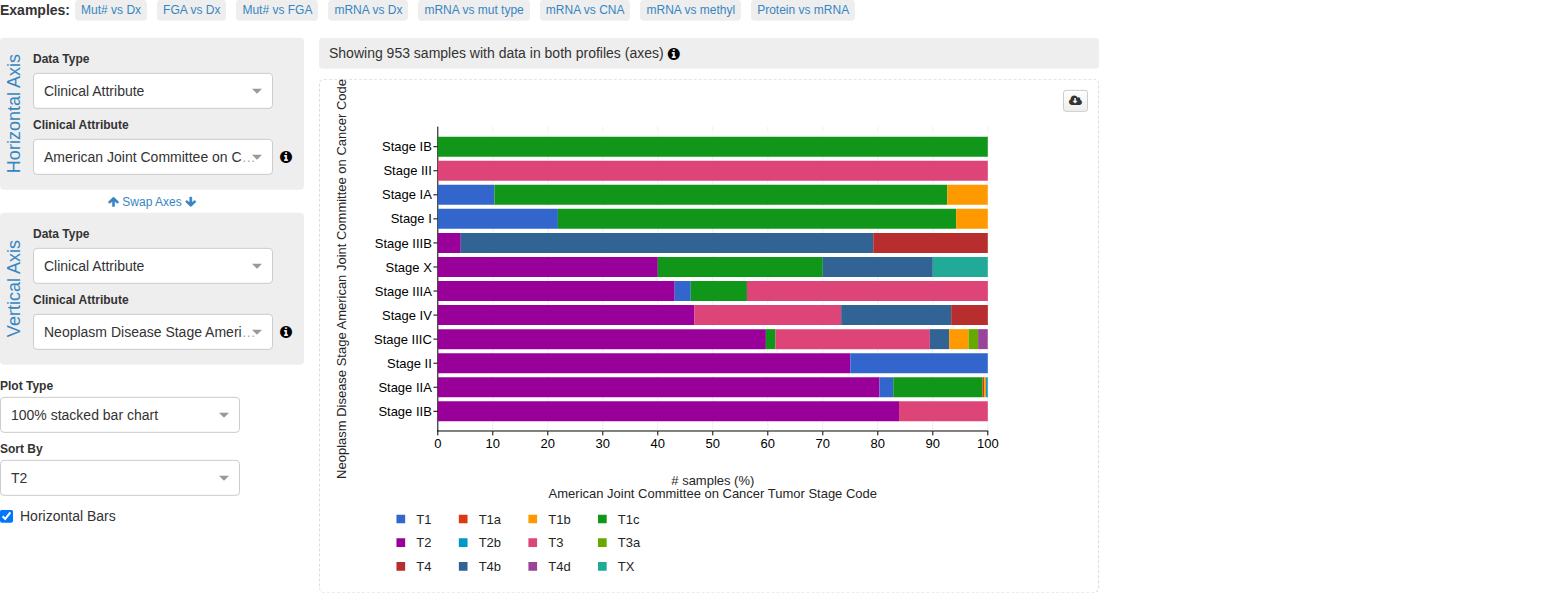 Examples: Mut# vs Dx FGA vs Dx Mut# vs FGA mRNA vs Dx mRNA vs mut type mRNA vs CNA mRNA vs methyl Protein vs mRNA
Horizontal Axis
Data Type
Clinical Attribute
Clinical Attribute
American Joint Committee on C...
Swap Axes
Vertical Axis
Data Type
Clinical Attribute
Clinical Attribute
Neoplasm Disease Stage Ameri...
Plot Type
100% stacked bar chart
Sort By
T2
Horizontal Bars
Showing 953 samples with data in both profiles (axes)
Neoplasm Disease Stage American Joint Committee on Cancer Code
Stage IB
Stage III
Stage IA
Stage I
Stage IIIB
Stage X
Stage IIIA
Stage IV
Stage IIIC
Stage II
Stage IIA
Stage IIB
0 10 20 30 40 50 60 70 80 90 100
# samples (%)
American Joint Committee on Cancer Tumor Stage Code
T1 T1a T1b T1c
T2 T2b T3 T3a
T4 T4b T4d TX